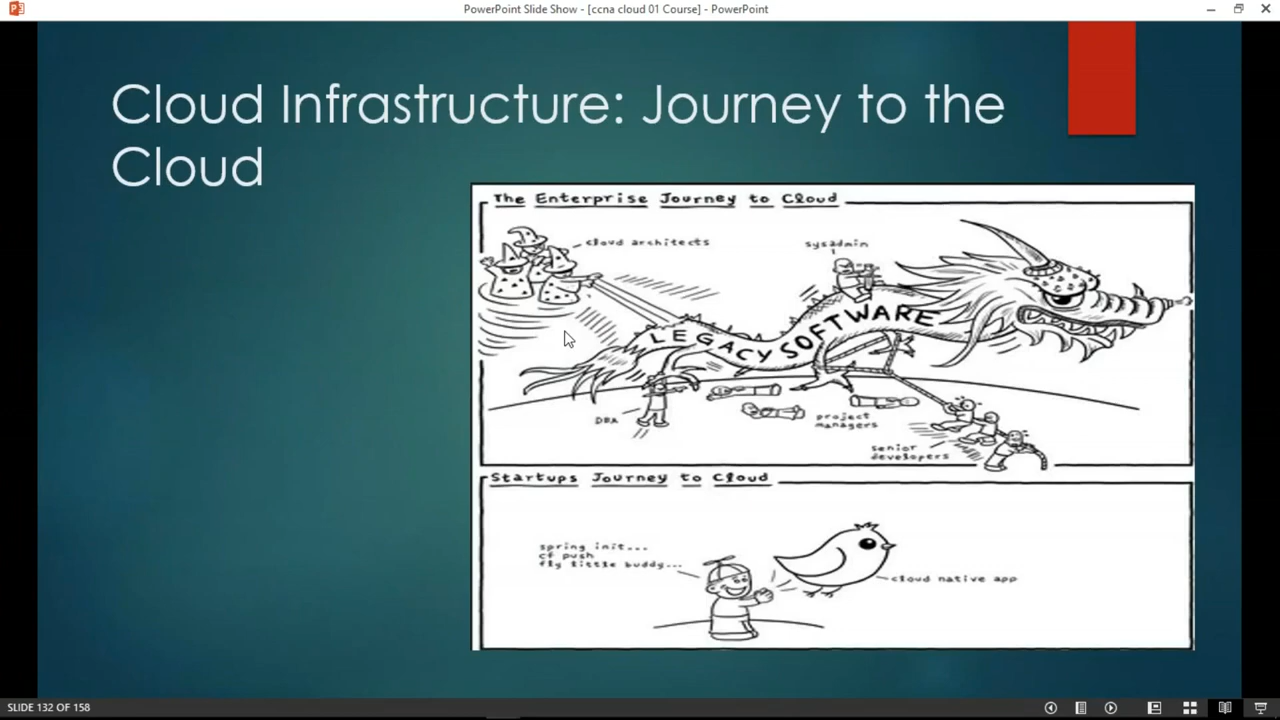 PowerPoint Slide Show - [ccna cloud 01 Course] - PowerPoint
Cloud Infrastructure: Journey to the
Cloud
The Enterprise Journey to Cloud
cloud architects
sysadmin
LEGACY SOFTWARE
DBA
project
managers
senior
developers
Startups Journey to Cloud
spring init...
cf push
fly little buddy...
cloud native app
SLIDE 132 OF 158